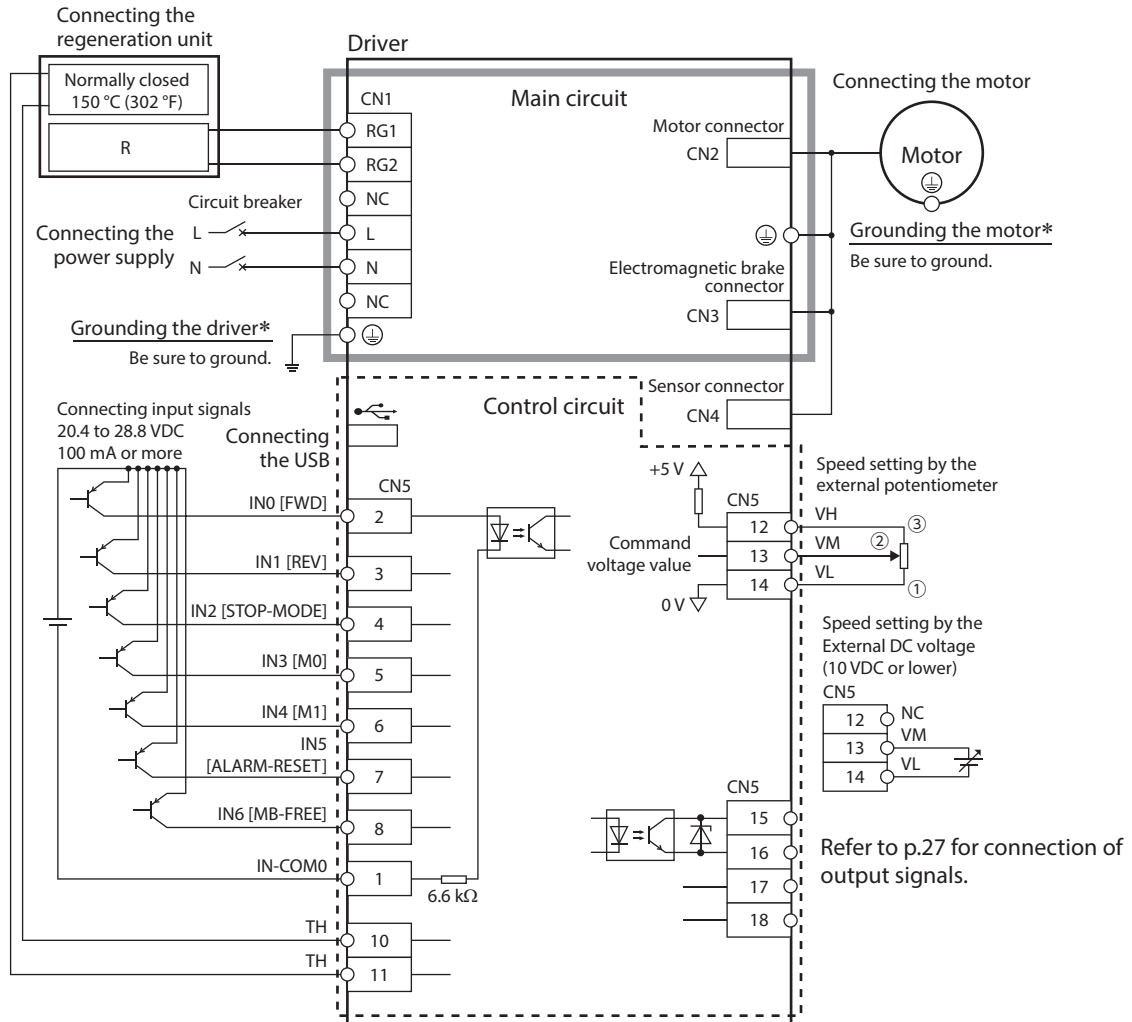 Connecting the
regeneration unit
Normally closed
150 °C (302 °F)
R
Driver
CN1
Main circuit
RG1
RG2
NC
L
N
NC
Circuit breaker
Connecting the
power supply
L
N
Grounding the driver*
Be sure to ground.
Motor connector
CN2
Electromagnetic brake
connector
CN3
Connecting the motor
Motor
Grounding the motor*
Be sure to ground.
Sensor connector
CN4
Control circuit
Connecting input signals
20.4 to 28.8 VDC
100 mA or more
Connecting
the USB
CN5
IN0 [FWD]
2
IN1 [REV]
3
IN2 [STOP-MODE]
4
IN3 [M0]
5
IN4 [M1]
6
IN5
[ALARM-RESET]
7
IN6 [MB-FREE]
8
IN-COM0
1
6.6 kΩ
TH
10
TH
11
+5 V
CN5
12
13
14
Command
voltage value
0 V
Speed setting by the
external potentiometer
VH
③
VM
②
VL
①
Speed setting by the
External DC voltage
(10 VDC or lower)
CN5
12
NC
13
VM
14
VL
CN5
15
16
17
18
Refer to p.27 for connection of
output signals.